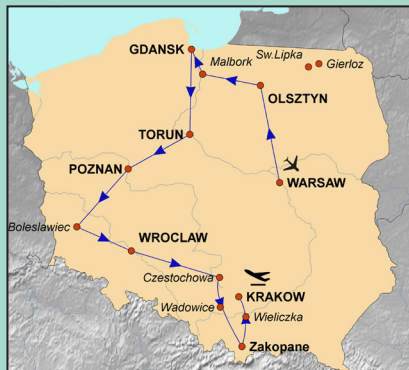 GDANSK
Malbork
Sw.Lipka
Gierloz
OLSZTYN
TORUN
POZNAN
WARSAW
Boleslawiec
WROCLAW
Czestochowa
KRAKOW
Wadowice
Wieliczka
Zakopane